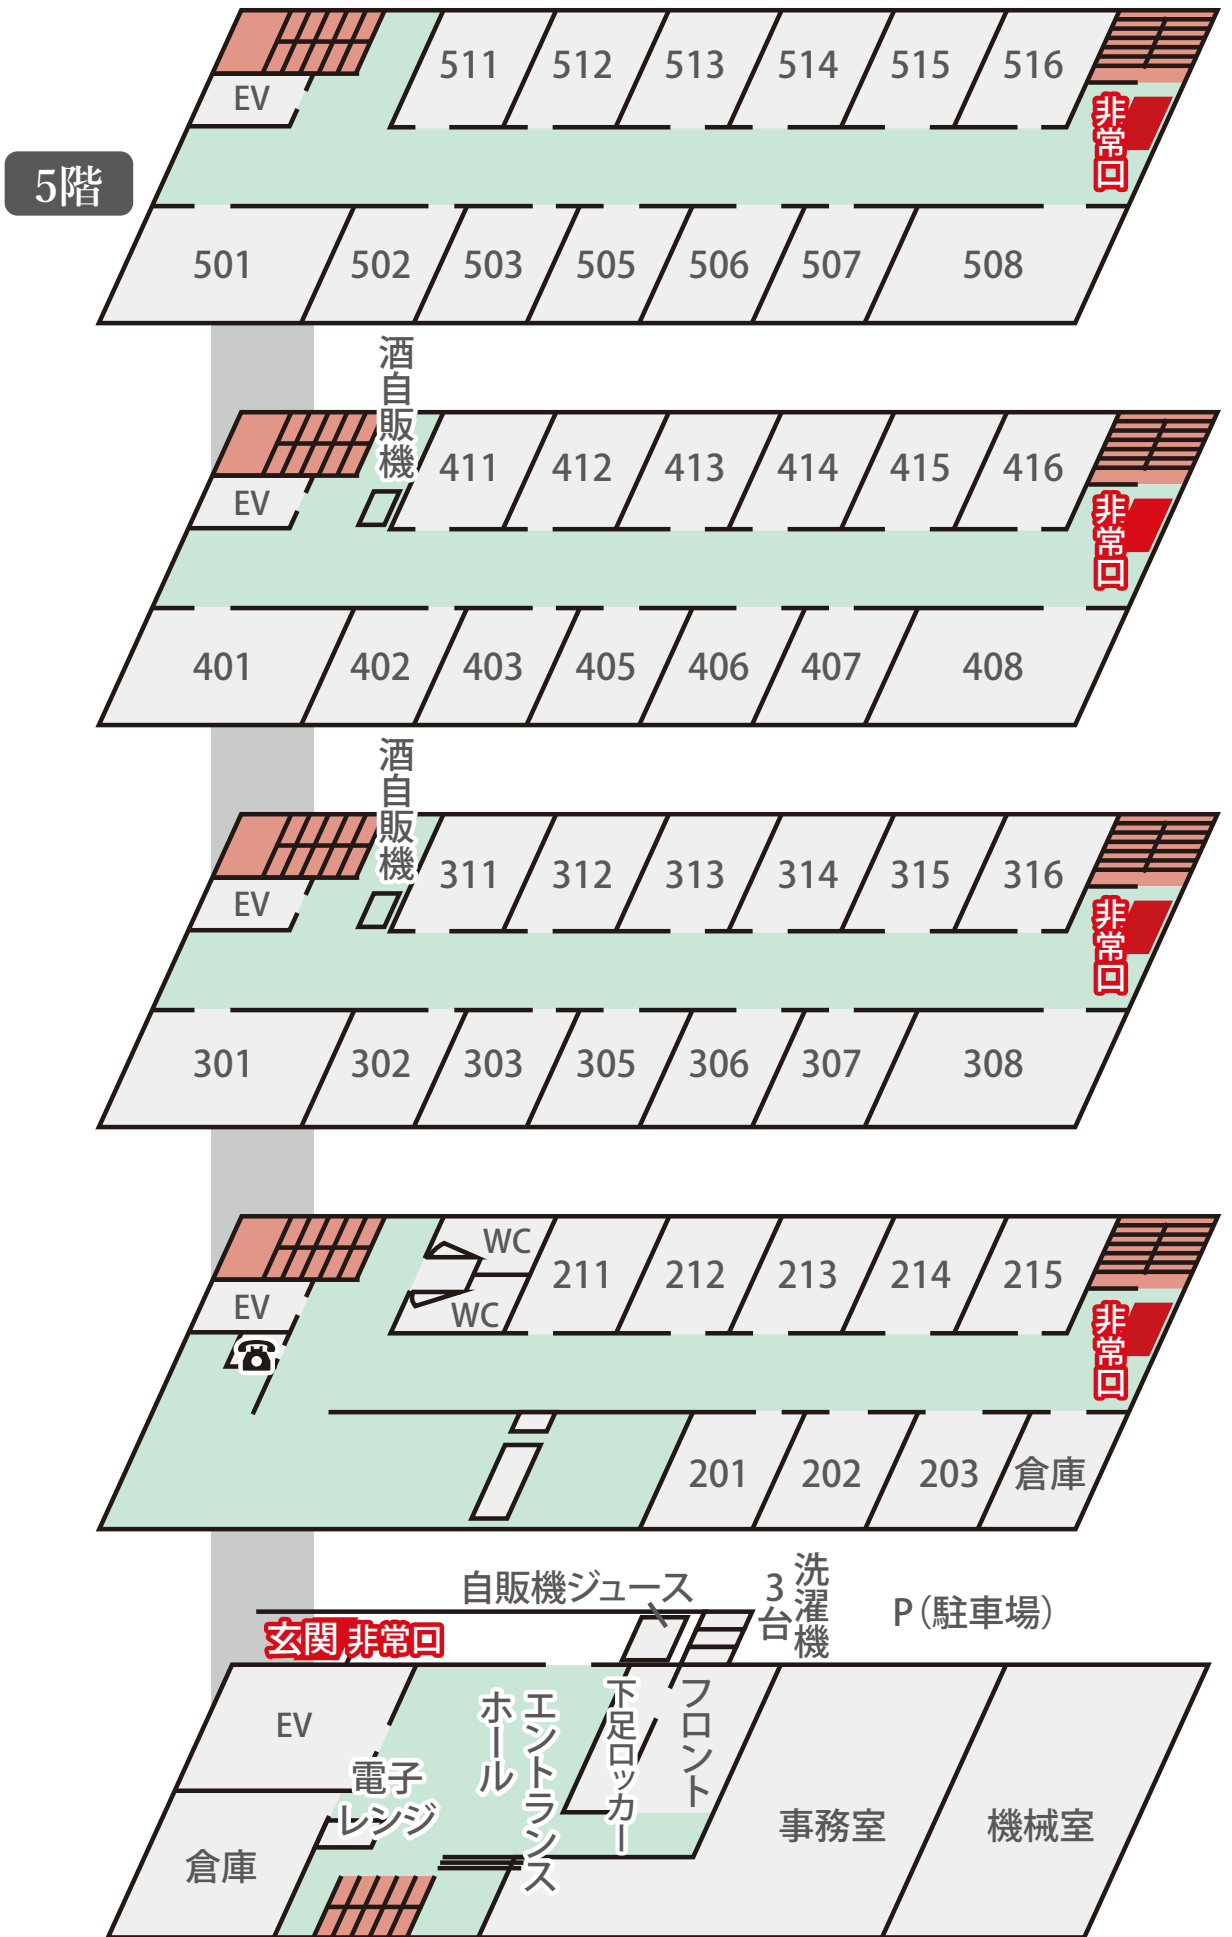 511 512 513 514 515 516
EV
非常口
5階
501 502 503 505 506 507 508
酒自販機
411 412 413 414 415 416
EV
非常口
401 402 403 405 406 407 408
酒自販機
311 312 313 314 315 316
EV
非常口
301 302 303 305 306 307 308
WC
211 212 213 214 215
EV
WC
非常口
201 202 203 倉庫
自販機ジュース
洗濯機
3台
P(駐車場)
玄関 非常口
EV
エントランス
ホール
下足ロッカー
フロント
電子
レンジ
事務室
機械室
倉庫